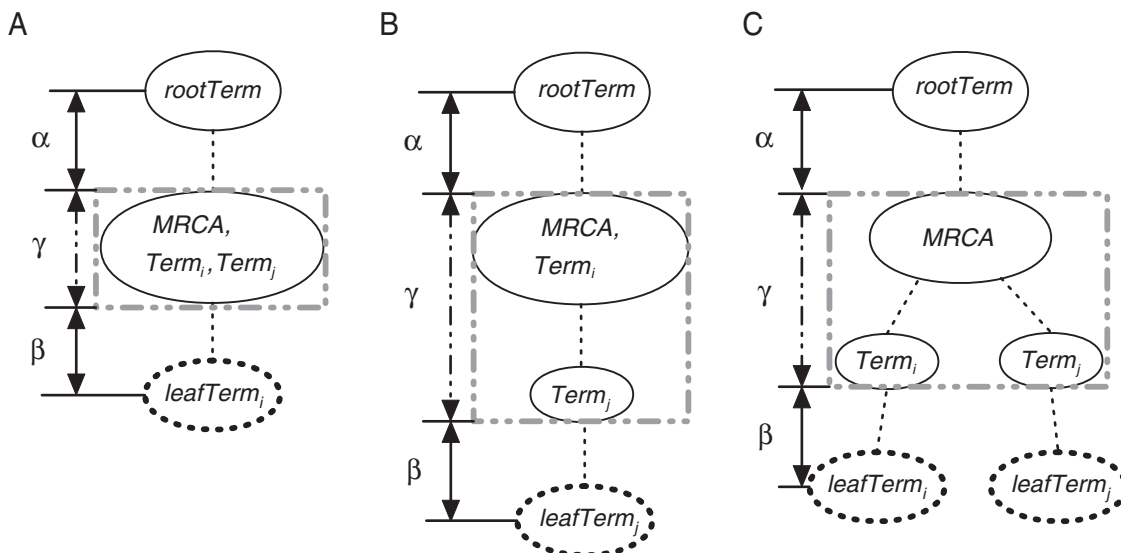 A
rootTerm
α
MRCA,
Termᵢ, Termⱼ
γ
β
leafTermᵢ
B
rootTerm
α
MRCA,
Termᵢ
γ
Termⱼ
β
leafTermⱼ
C
rootTerm
α
MRCA
γ
Termᵢ
Termⱼ
β
leafTermᵢ
leafTermⱼ